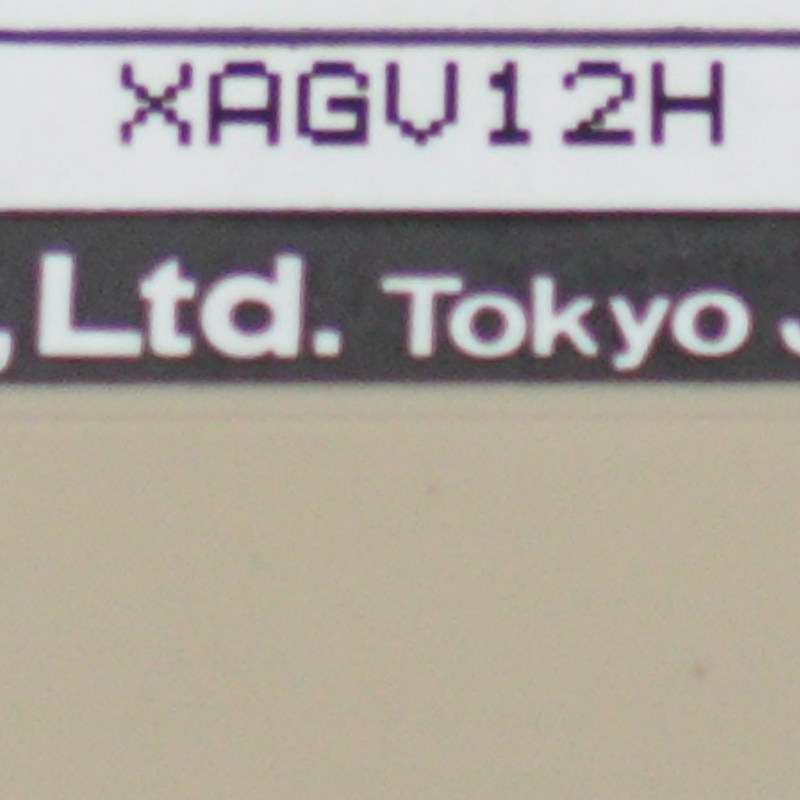 XAGV12H
, Ltd. Tokyo